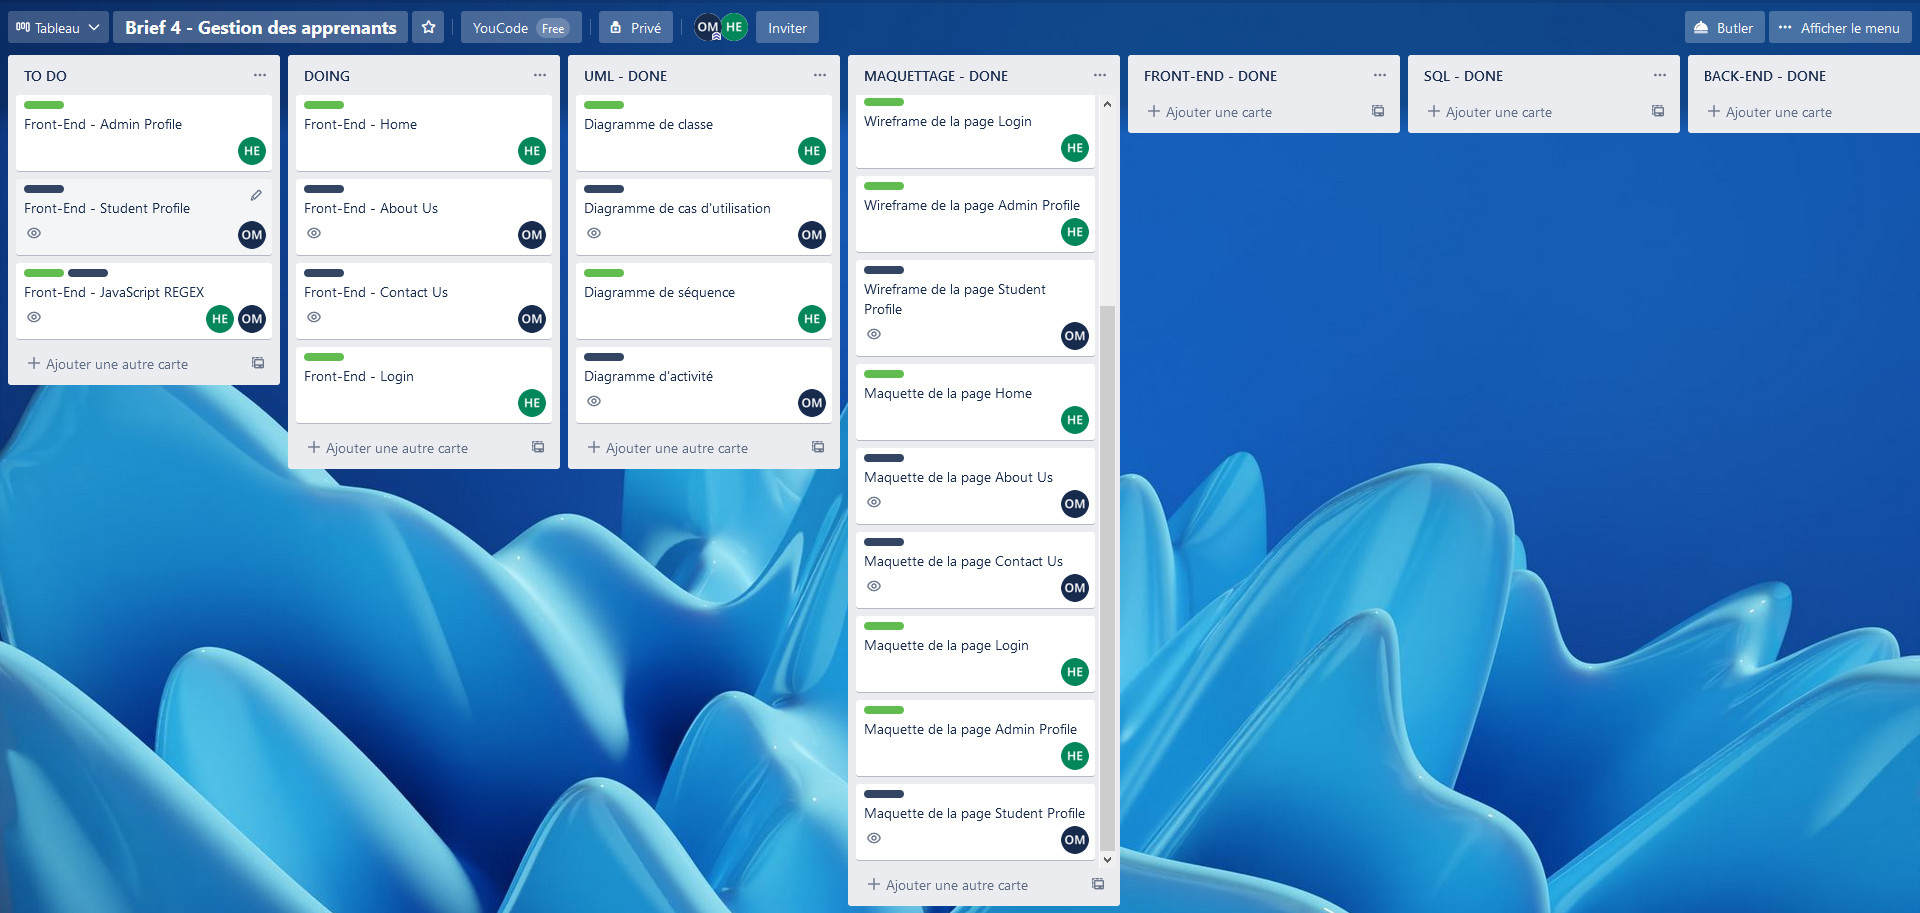 Tableau
Brief 4 - Gestion des apprenants
YouCode Free
Privé
OM HE
Inviter
Butler
Afficher le menu
TO DO
Front-End - Admin Profile
HE
Front-End - Student Profile
OM
Front-End - JavaScript REGEX
HE OM
Ajouter une autre carte
DOING
Front-End - Home
HE
Front-End - About Us
OM
Front-End - Contact Us
OM
Front-End - Login
HE
Ajouter une autre carte
UML - DONE
Diagramme de classe
HE
Diagramme de cas d'utilisation
OM
Diagramme de séquence
HE
Diagramme d'activité
OM
Ajouter une autre carte
MAQUETTAGE - DONE
Wireframe de la page Login
HE
Wireframe de la page Admin Profile
HE
Wireframe de la page Student
Profile
OM
Maquette de la page Home
HE
Maquette de la page About Us
OM
Maquette de la page Contact Us
OM
Maquette de la page Login
HE
Maquette de la page Admin Profile
HE
Maquette de la page Student Profile
OM
Ajouter une autre carte
FRONT-END - DONE
Ajouter une carte
SQL - DONE
Ajouter une carte
BACK-END - DONE
Ajouter une carte